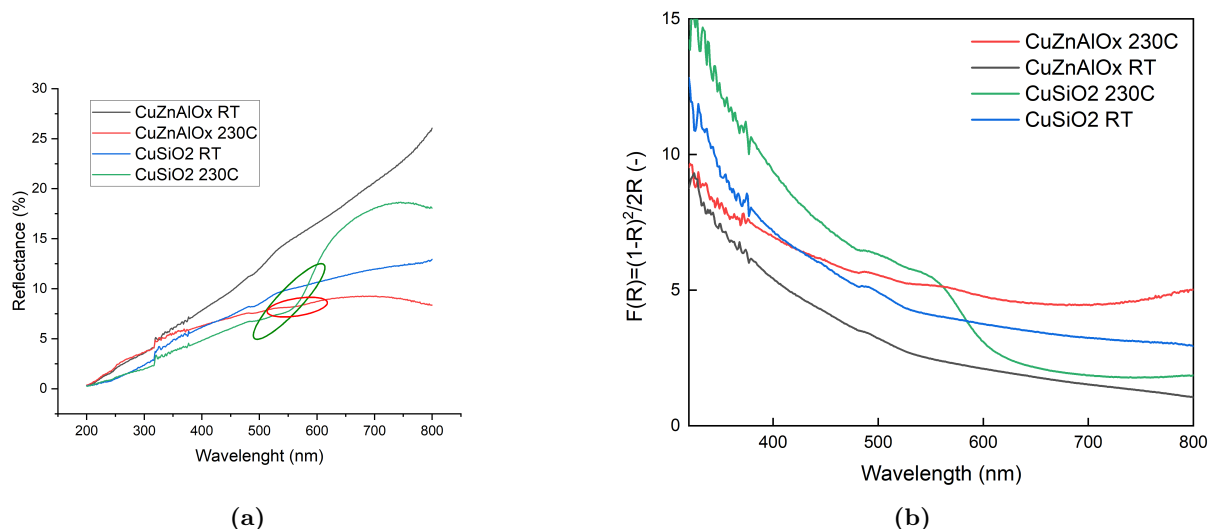 CuZnAlOx RT
CuZnAlOx 230C
CuSiO2 RT
CuSiO2 230C
Reflectance (%)
30
25
20
15
10
5
0
200 300 400 500 600 700 800
Wavelenght (nm)
(a)
CuZnAlOx 230C
CuZnAlOx RT
CuSiO2 230C
CuSiO2 RT
F(R)=(1-R)²/2R (-)
15
10
5
0
400 500 600 700 800
Wavelength (nm)
(b)